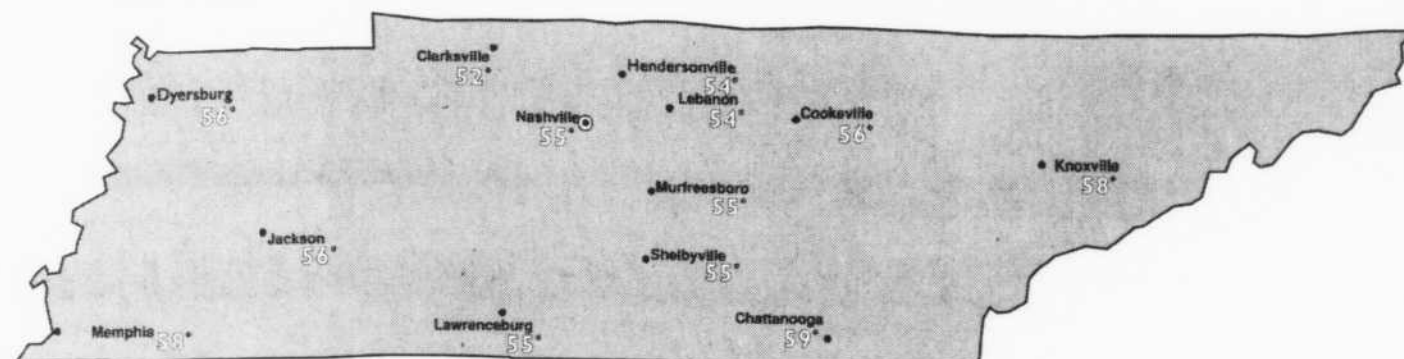 Clarksville
52°
Hendersonville
54°
Dyersburg
56°
Lebanon
54°
Nashville
55°
Cookeville
56°
Knoxville
58°
Murfreesboro
55°
Jackson
56°
Shelbyville
55°
Memphis
58°
Lawrenceburg
55°
Chattanooga
59°